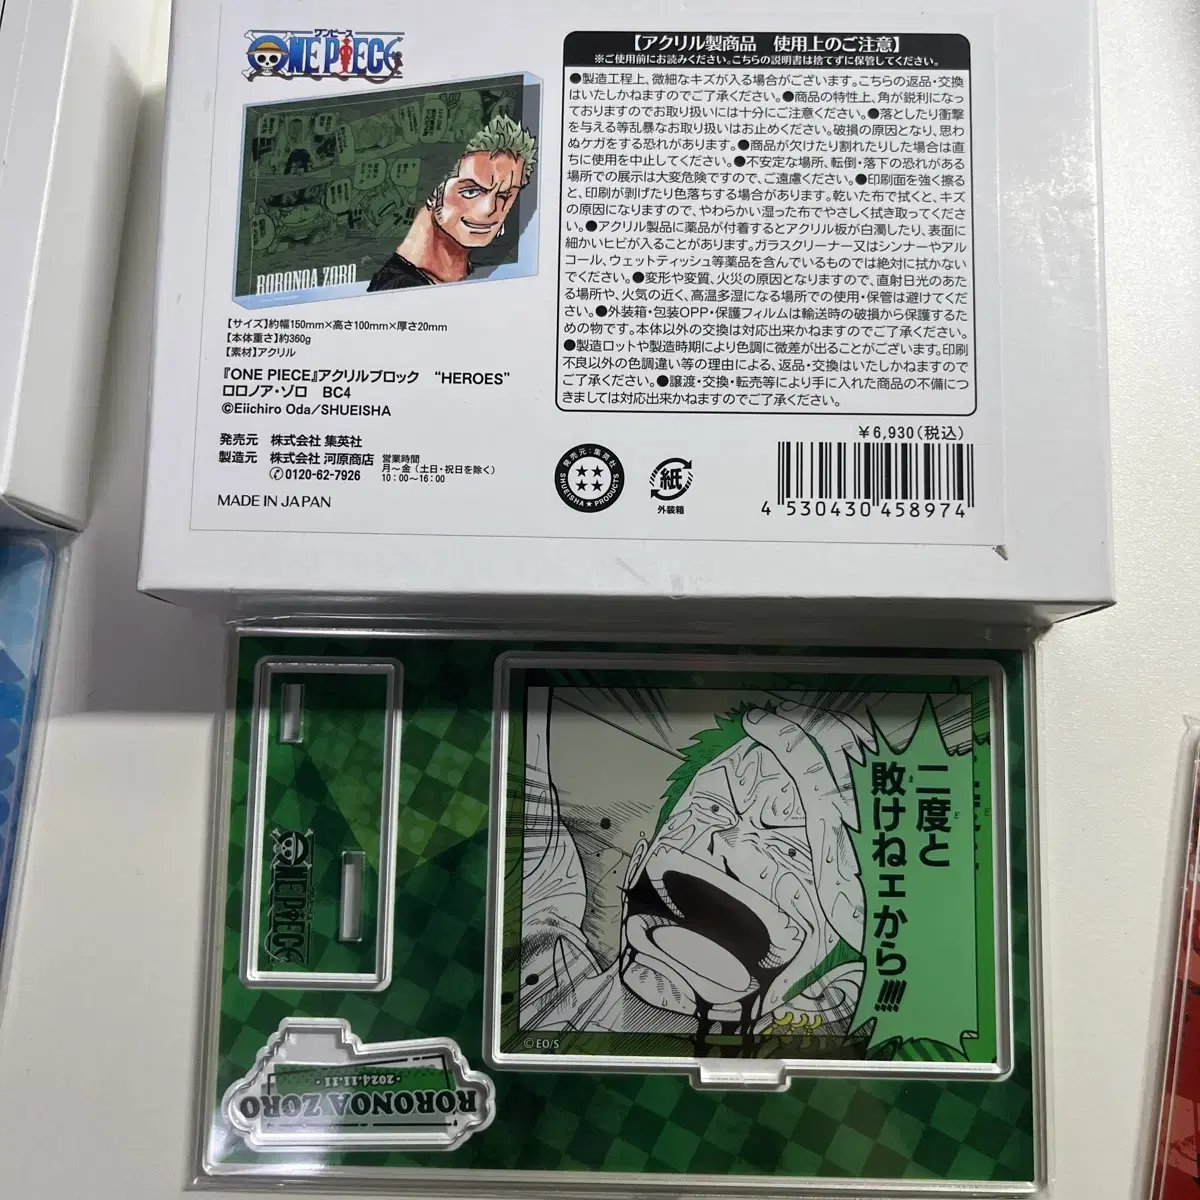 ワンピース
ONE PIECE
RORONOA ZORO
【サイズ】約幅150mm×高さ100mm×厚さ20mm
【本体重さ】約360g
【素材】アクリル
『ONE PIECE』アクリルブロック “HEROES”
ロロノア・ゾロ BC4
©Eiichiro Oda/SHUEISHA
発売元 株式会社 集英社
製造元 株式会社 河原商店
0120-62-7926
営業時間
月～金（土日・祝日を除く）
10：00～16：00
MADE IN JAPAN
【アクリル製商品 使用上のご注意】
※ご使用前にお読みください。こちらの説明書は捨てずに保管してください。
●製造工程上、微細なキズが入る場合がございます。こちらの返品・交換
はいたしかねますのでご了承ください。●商品の特性上、角が鋭利になっ
ておりますのでお取り扱いには十分にご注意ください。●落としたり衝撃
を与える等乱暴なお取り扱いはお止めください。破損の原因となり、思わ
ぬケガをする恐れがあります。●商品が欠けたり割れたりした場合は直
ちに使用を中止してください。●不安定な場所、転倒・落下の恐れがある
場所での展示は大変危険ですので、ご遠慮ください。●印刷面を強く擦る
と、印刷が剥げたり色落ちする場合があります。乾いた布で拭くと、キズ
の原因になりますので、やわらかい湿った布でやさしく拭き取ってくださ
い。●アクリル製品に薬品が付着するとアクリル板が白濁したり、表面に
細かいヒビが入ることがあります。ガラスクリーナー又はシンナーやアル
コール、ウェットティッシュ等薬品を含んでいるものでは絶対に拭かない
でください。●変形や変質、火災の原因となりますので、直射日光のあた
る場所や、火気の近く、高温多湿になる場所での使用・保管は避けてくだ
さい。●外装箱・包装OPP・保護フィルムは輸送時の破損から保護するた
めの物です。本体以外の交換は対応出来かねますのでご了承ください。
●製造ロットや製造時期により色調に微差が出ることがございます。印刷
不良以外の色調違い等の理由による、返品・交換はいたしかねますので
ご了承ください。●譲渡・交換・転売等により手に入れた商品の不備につ
きましては対応出来かねますのでご了承ください。
¥6,930（税込）
発売元：集英社
SHUEISHA★PRODUCTS
紙
外装箱
4 530430 458974
ワンピース
ONE PIECE
二度と
敗けねェから!!!!
ど
ま
©EO/S
・2024.11.11・
RORONOA ZORO